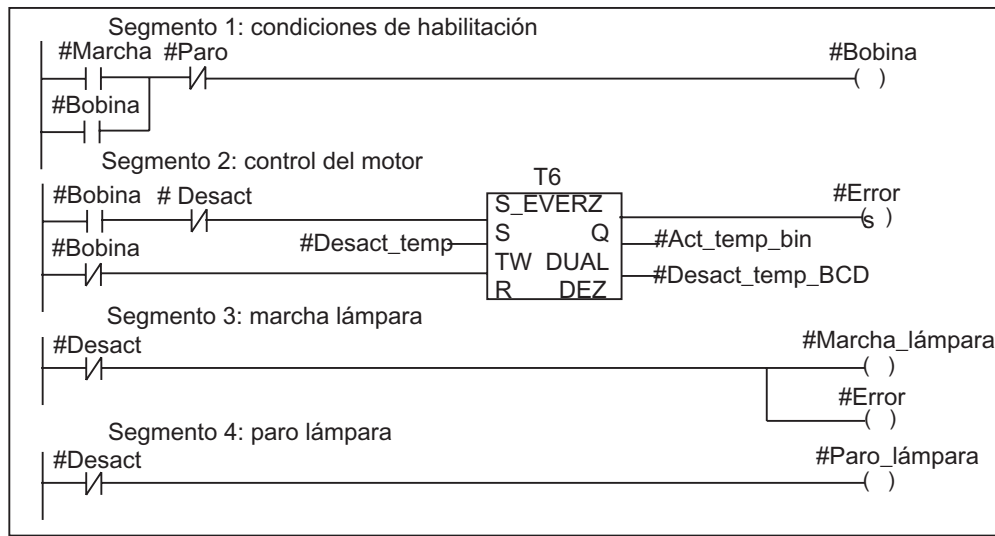 Segmento 1: condiciones de habilitación
#Marcha #Paro #Bobina
( )
#Bobina
Segmento 2: control del motor
T6
#Bobina # Desact S_EVERZ #Error
(s )
#Desact_temp S Q #Act_temp_bin
#Bobina
TW DUAL #Desact_temp_BCD
R DEZ
Segmento 3: marcha lámpara
#Desact #Marcha_lámpara
( )
#Error
( )
Segmento 4: paro lámpara
#Desact #Paro_lámpara
( )